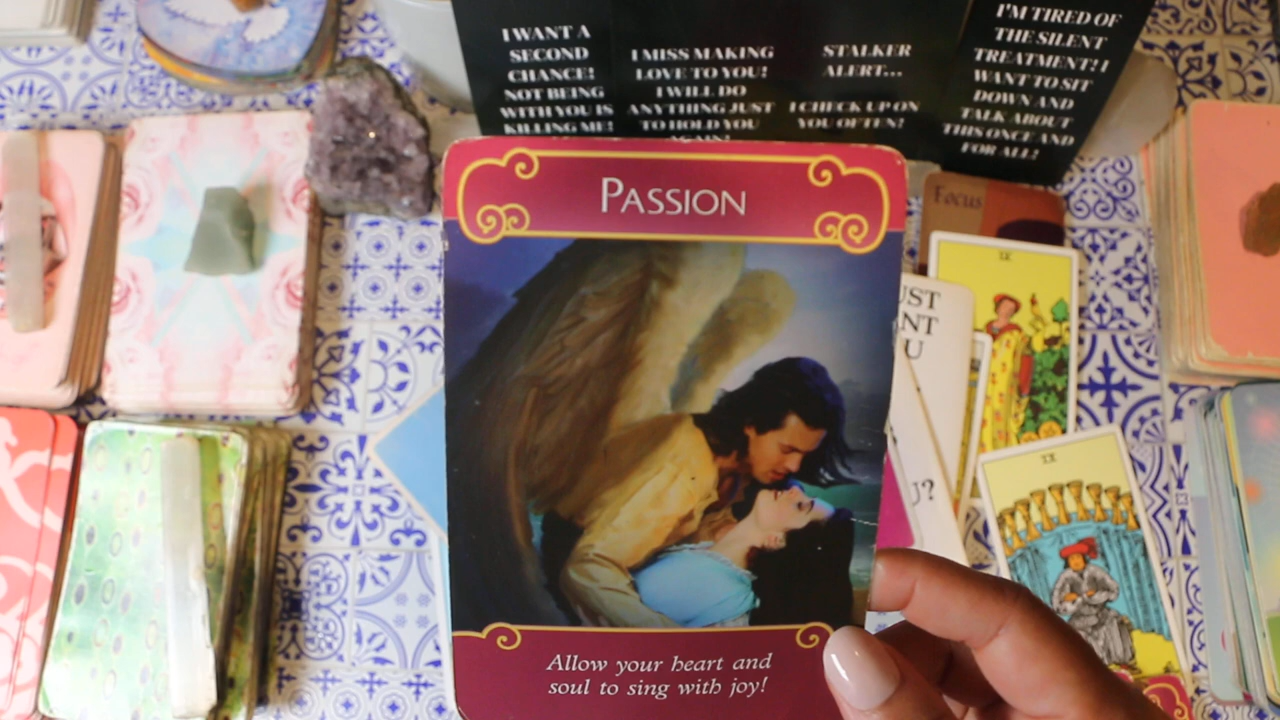 I WANT A
SECOND
CHANCE!
NOT BEING
WITH YOU IS
KILLING ME!
I MISS MAKING
LOVE TO YOU!
I WILL DO
ANYTHING JUST
TO HOLD YOU
AGAIN!
STALKER
ALERT...
I CHECK UP ON
YOU OFTEN!
I'M TIRED OF
THE SILENT
TREATMENT! I
WANT TO SIT
DOWN AND
TALK ABOUT
THIS ONCE AND
FOR ALL!
PASSION
Focus
IX
IX
Allow your heart and
soul to sing with joy!